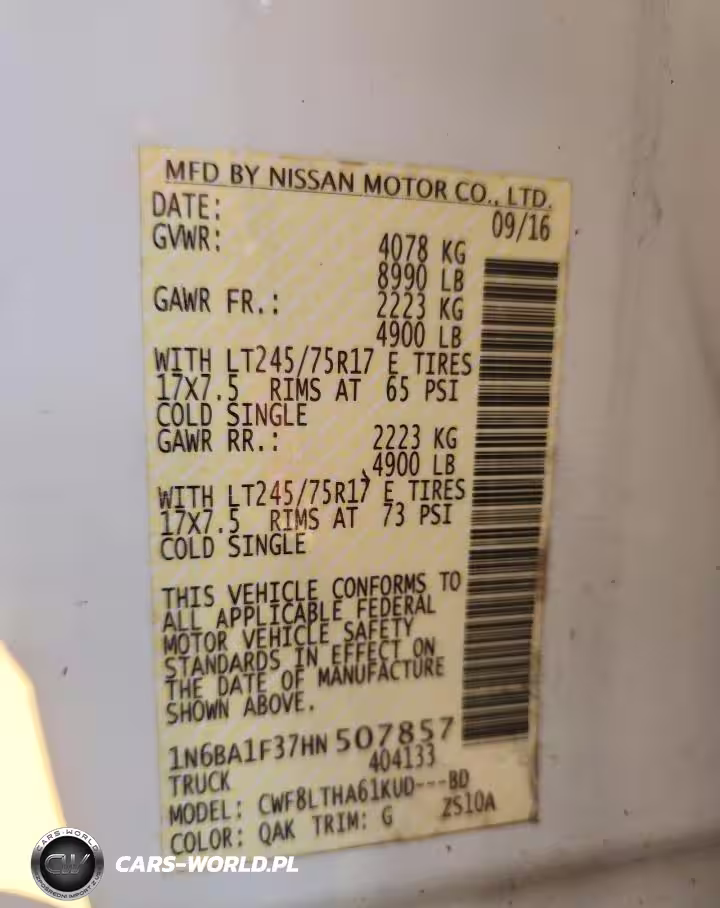 MFD BY NISSAN MOTOR CO., LTD.
DATE: 09/16
GVWR: 4078 KG
8990 LB
GAWR FR.: 2223 KG
4900 LB
WITH LT245/75R17 E TIRES
17X7.5 RIMS AT 65 PSI
COLD SINGLE
GAWR RR.: 2223 KG
4900 LB
WITH LT245/75R17 E TIRES
17X7.5 RIMS AT 73 PSI
COLD SINGLE
THIS VEHICLE CONFORMS TO
ALL APPLICABLE FEDERAL
MOTOR VEHICLE SAFETY
STANDARDS IN EFFECT ON
THE DATE OF MANUFACTURE
SHOWN ABOVE.
1N6BA1F37HN507857
404133
TRUCK
MODEL: CWF8LTHA61KUD---BD
COLOR: QAK TRIM: G ZS10A
CARS-WORLD
CW
CARS-WORLD.PL